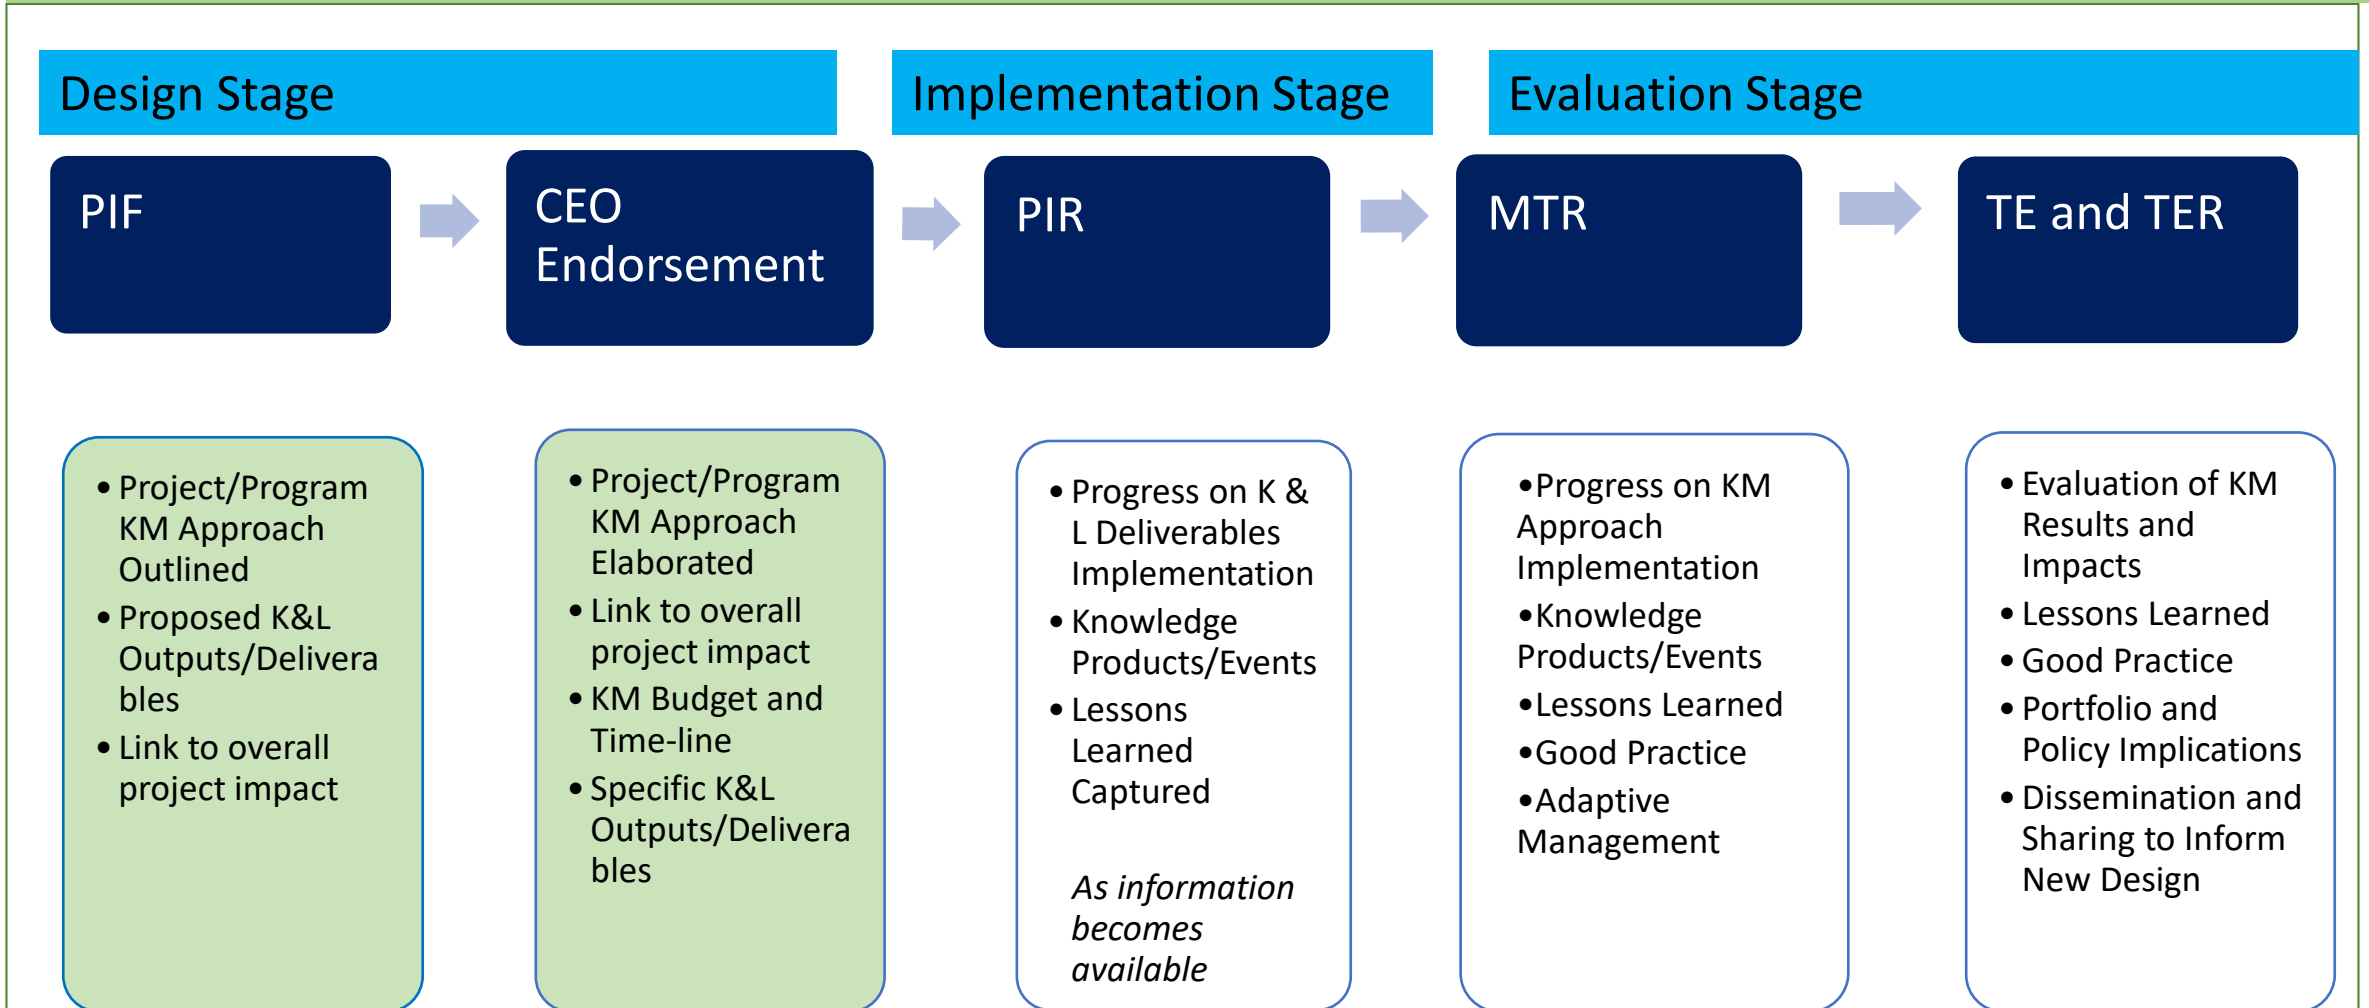 Design Stage
Implementation Stage
Evaluation Stage
PIF
CEO
Endorsement
PIR
MTR
TE and TER
•Project/Program
KM Approach
Outlined
•Proposed K&L
Outputs/Delivera
bles
•Link to overall
project impact
•Project/Program
KM Approach
Elaborated
•Link to overall
project impact
•KM Budget and
Time-line
•Specific K&L
Outputs/Delivera
bles
•Progress on K &
L Deliverables
Implementation
•Knowledge
Products/Events
•Lessons
Learned
Captured
As information
becomes
available
•Progress on KM
Approach
Implementation
•Knowledge
Products/Events
•Lessons Learned
•Good Practice
•Adaptive
Management
•Evaluation of KM
Results and
Impacts
•Lessons Learned
•Good Practice
•Portfolio and
Policy Implications
•Dissemination and
Sharing to Inform
New Design